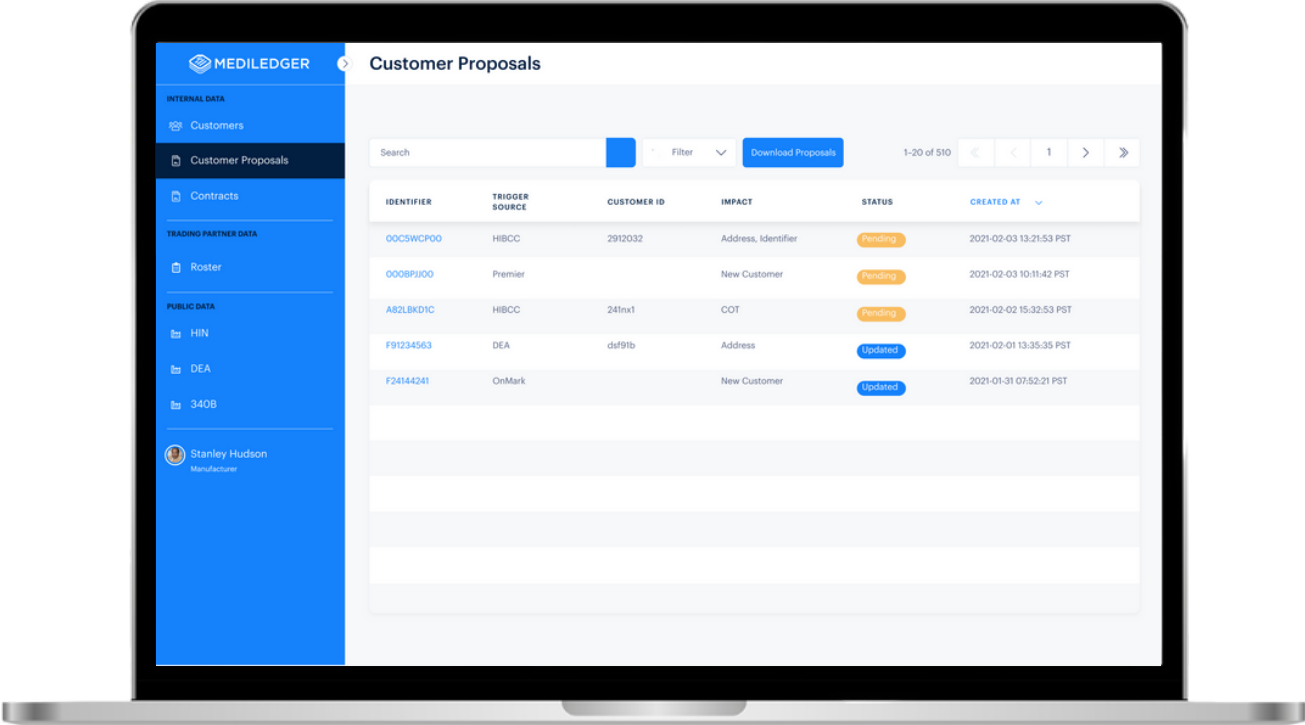 MEDILEDGER
Customer Proposals
INTERNAL DATA
Customers
Customer Proposals
Contracts
TRADING PARTNER DATA
Roster
PUBLIC DATA
HIN
DEA
340B
Stanley Hudson
Manufacturer
Search
Filter
Download Proposals
1-20 of 510
1
IDENTIFIER TRIGGER SOURCE CUSTOMER ID IMPACT STATUS CREATED AT
00C5WCP00 HIBCC 2912032 Address, Identifier Pending 2021-02-03 13:21:53 PST
000BPJJ00 Premier New Customer Pending 2021-02-03 10:11:42 PST
A82LBKD1C HIBCC 241nx1 COT Pending 2021-02-02 15:32:53 PST
F91234563 DEA dsf91b Address Updated 2021-02-01 13:35:35 PST
F24144241 OnMark New Customer Updated 2021-01-31 07:52:21 PST